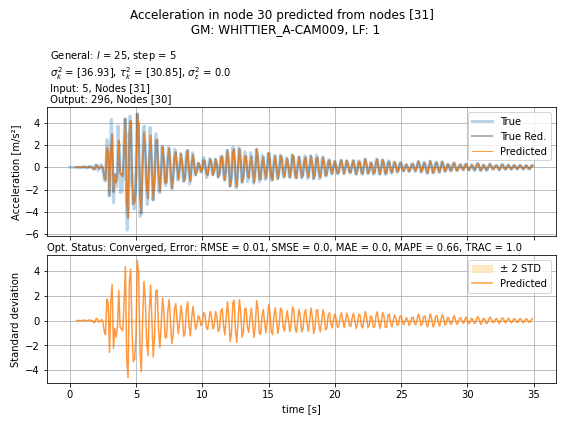 Acceleration in node 30 predicted from nodes [31]
GM: WHITTIER_A-CAM009, LF: 1
General: l = 25, step = 5
σ²ₖ = [36.93], τ²ₖ = [30.85], σ²ε = 0.0
Input: 5, Nodes [31]
Output: 296, Nodes [30]
Acceleration [m/s²]
4
2
0
−2
−4
−6
True
True Red.
Predicted
Opt. Status: Converged, Error: RMSE = 0.01, SMSE = 0.0, MAE = 0.0, MAPE = 0.66, TRAC = 1.0
Standard deviation
4
2
0
−2
−4
± 2 STD
Predicted
0 5 10 15 20 25 30 35
time [s]